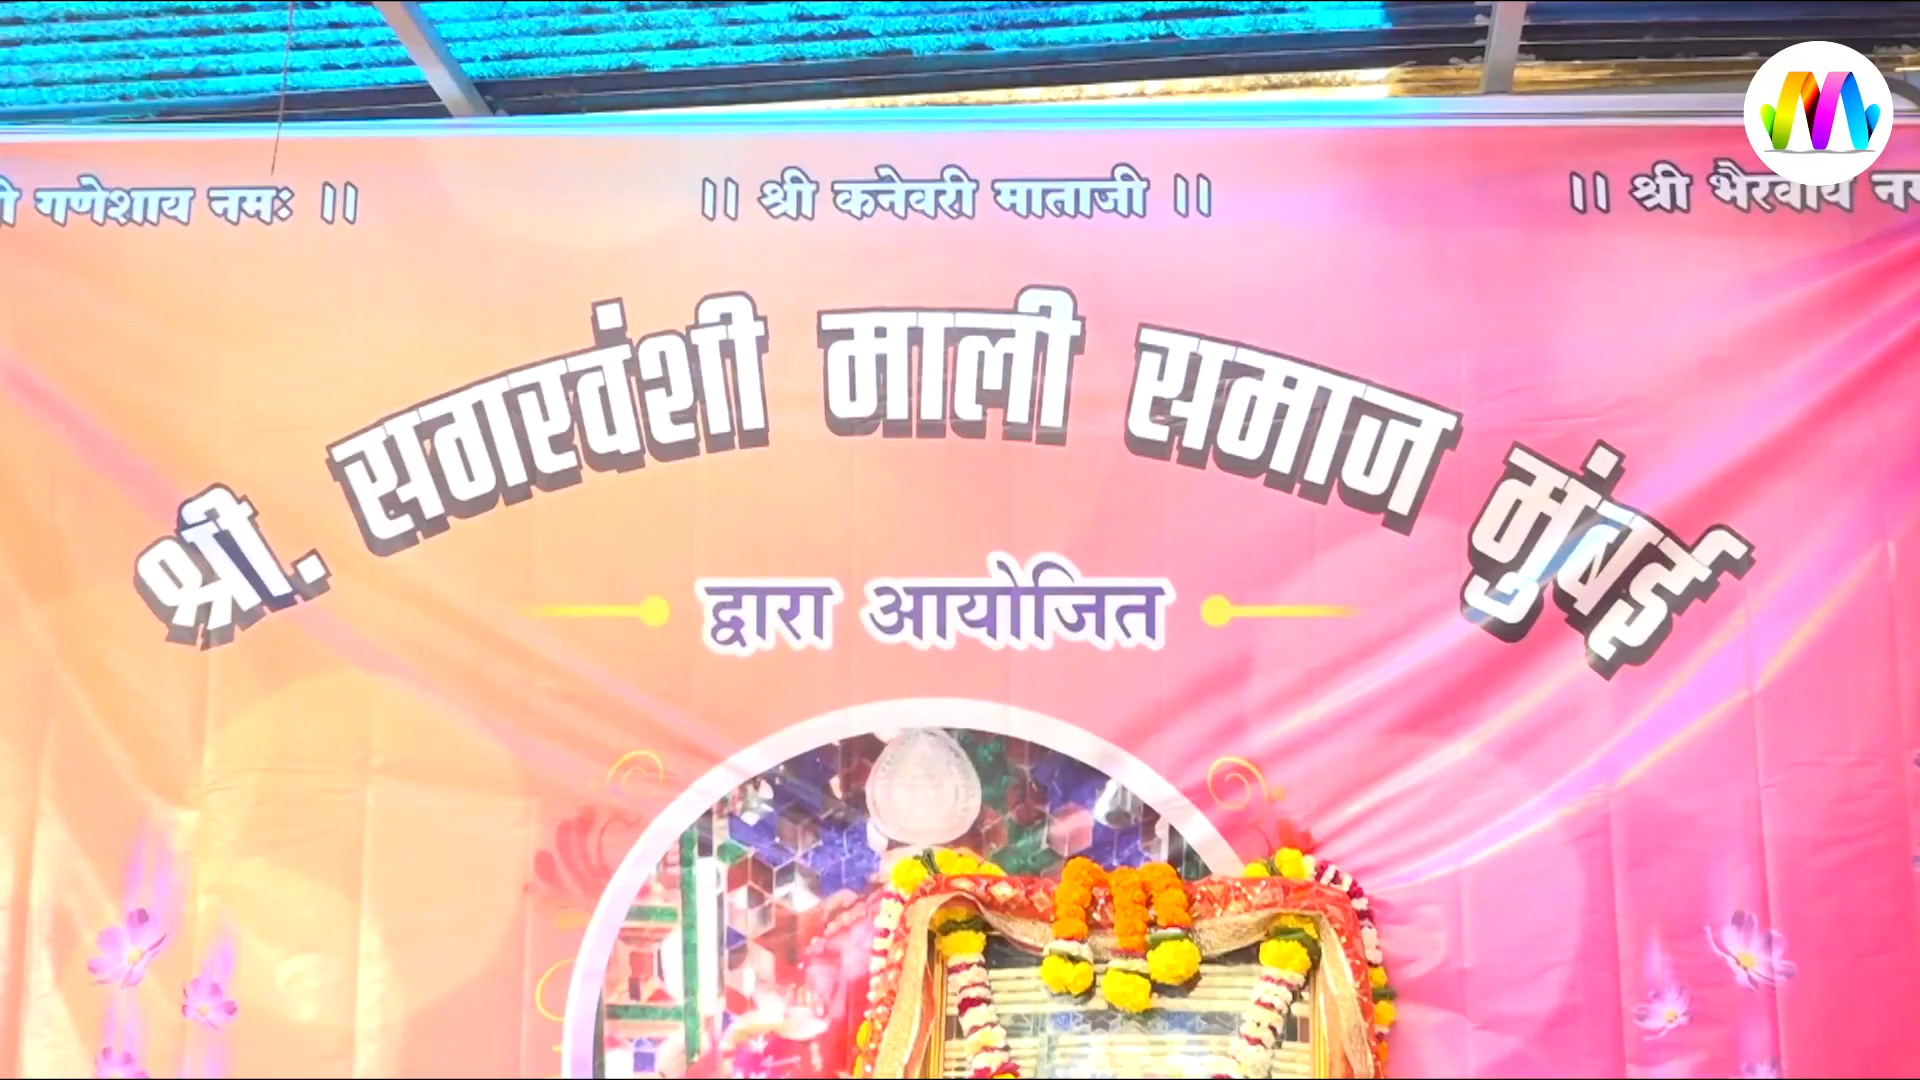 गणेशाय नमः ।।
।। श्री कनेवरी माताजी ।।
।। श्री भैरवाय
श्री. सगरवंशी माली समाज मुंबई
द्वारा आयोजित